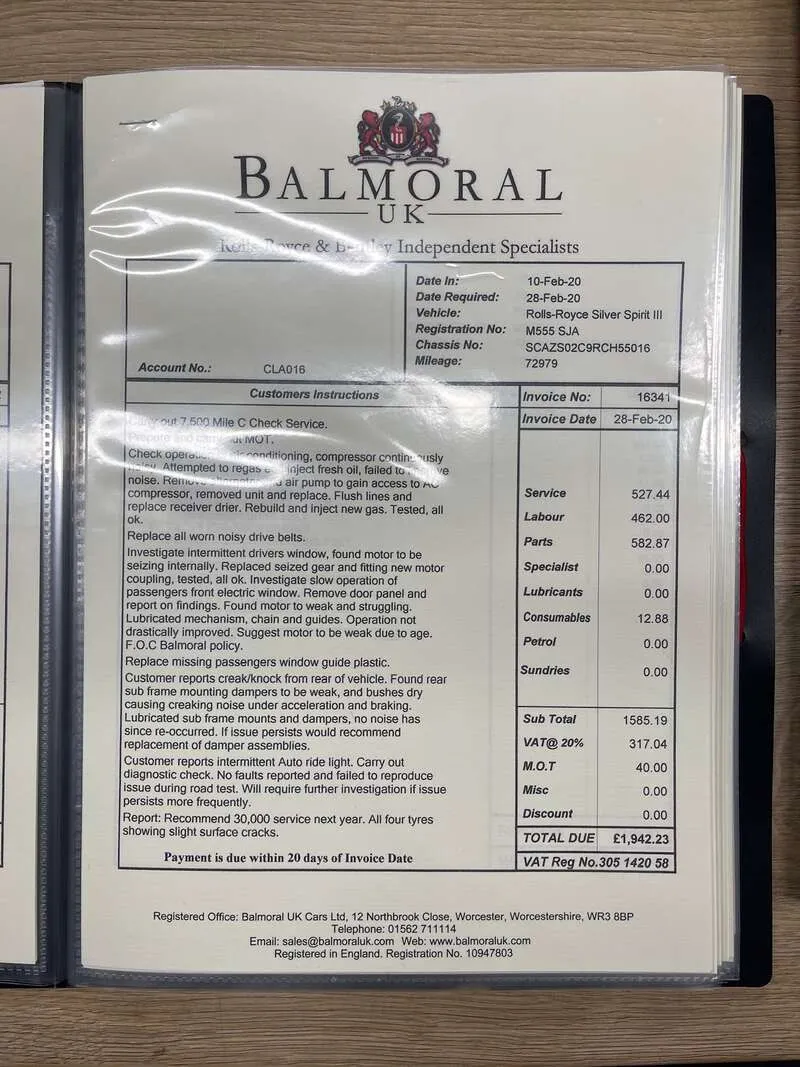 BALMORAL
UK
Rolls-Royce & Bentley Independent Specialists
Date In: 10-Feb-20
Date Required: 28-Feb-20
Vehicle: Rolls-Royce Silver Spirit III
Registration No: M555 SJA
Chassis No: SCAZS02C9RCH55016
Mileage: 72979
Account No.: CLA016
Customers Instructions
Invoice No: 16341
Invoice Date 28-Feb-20
Carry out 7,500 Mile C Check Service.
Prepare and carry out MOT.
Check conditioning, compressor continuously
noisy. Attempted to regas inject fresh oil, failed to
noise. air pump to gain access to AC
compressor, removed unit and replace. Flush lines and
replace receiver drier. Rebuild and inject new gas. Tested, all
ok.
Replace all worn noisy drive belts.
Investigate intermittent drivers window, found motor to be
seizing internally. Replaced seized gear and fitting new motor
coupling, tested, all ok. Investigate slow operation of
passengers front electric window. Remove door panel and
report on findings. Found motor to weak and struggling.
Lubricated mechanism, chain and guides. Operation not
drastically improved. Suggest motor to be weak due to age.
F.O.C Balmoral policy.
Replace missing passengers window guide plastic.
Customer reports creak/knock from rear of vehicle. Found rear
sub frame mounting dampers to be weak, and bushes dry
causing creaking noise under acceleration and braking.
Lubricated sub frame mounts and dampers, no noise has
since re-occurred. If issue persists would recommend
replacement of damper assemblies.
Customer reports intermittent Auto ride light. Carry out
diagnostic check. No faults reported and failed to reproduce
issue during road test. Will require further investigation if issue
persists more frequently.
Report: Recommend 30,000 service next year. All four tyres
showing slight surface cracks.
Payment is due within 20 days of Invoice Date
Service 527.44
Labour 462.00
Parts 582.87
Specialist 0.00
Lubricants 0.00
Consumables 12.88
Petrol 0.00
Sundries 0.00
Sub Total 1585.19
VAT@ 20% 317.04
M.O.T 40.00
Misc 0.00
Discount 0.00
TOTAL DUE £1,942.23
VAT Reg No.305 1420 58
Registered Office: Balmoral UK Cars Ltd, 12 Northbrook Close, Worcester, Worcestershire, WR3 8BP
Telephone: 01562 711114
Email: sales@balmoraluk.com Web: www.balmoraluk.com
Registered in England. Registration No. 10947803